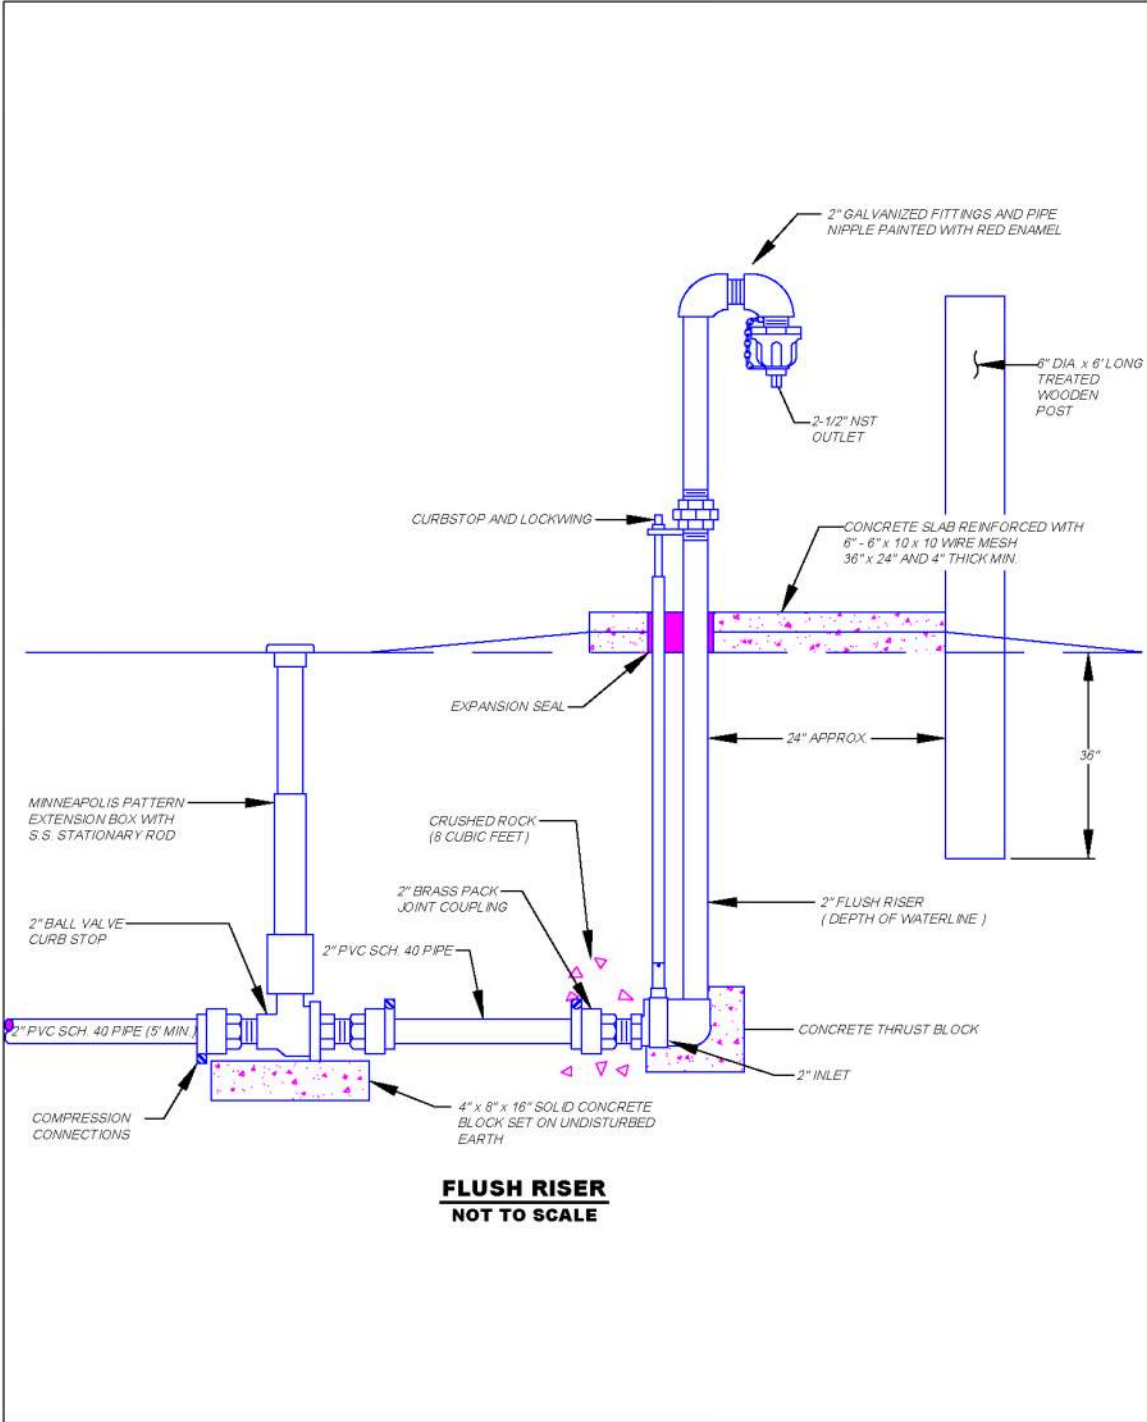 2" GALVANIZED FITTINGS AND PIPE
NIPPLE PAINTED WITH RED ENAMEL
6" DIA. x 6' LONG
TREATED
WOODEN
POST
2-1/2" NST
OUTLET
CURBSTOP AND LOCKWING
CONCRETE SLAB REINFORCED WITH
6" - 6" x 10 x 10 WIRE MESH
36" x 24" AND 4" THICK MIN.
EXPANSION SEAL
24" APPROX.
36"
MINNEAPOLIS PATTERN
EXTENSION BOX WITH
S.S. STATIONARY ROD
CRUSHED ROCK
(8 CUBIC FEET)
2" BRASS PACK
JOINT COUPLING
2" FLUSH RISER
( DEPTH OF WATERLINE )
2" BALL VALVE
CURB STOP
2" PVC SCH. 40 PIPE
2" PVC SCH. 40 PIPE (5' MIN.)
CONCRETE THRUST BLOCK
2" INLET
4" x 8" x 16" SOLID CONCRETE
BLOCK SET ON UNDISTURBED
EARTH
COMPRESSION
CONNECTIONS
FLUSH RISER
NOT TO SCALE